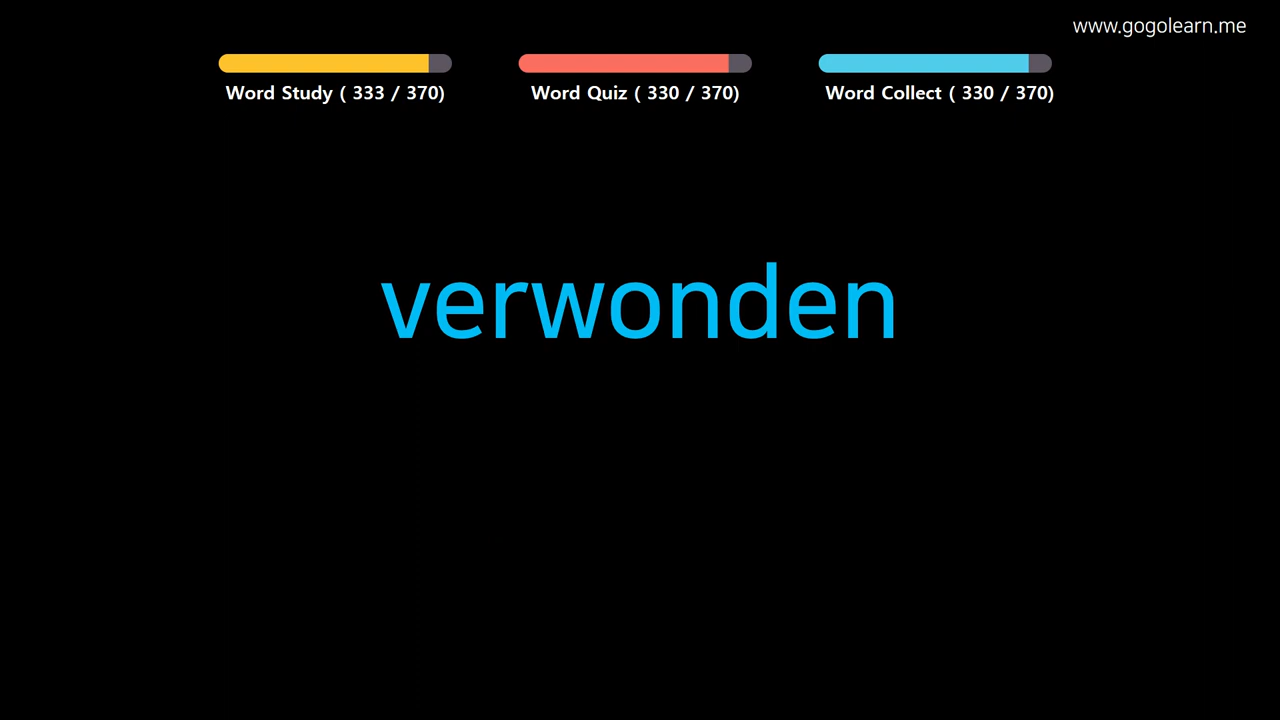 www.gogolearn.me
Word Study ( 333 / 370)
Word Quiz ( 330 / 370)
Word Collect ( 330 / 370)
verwonden